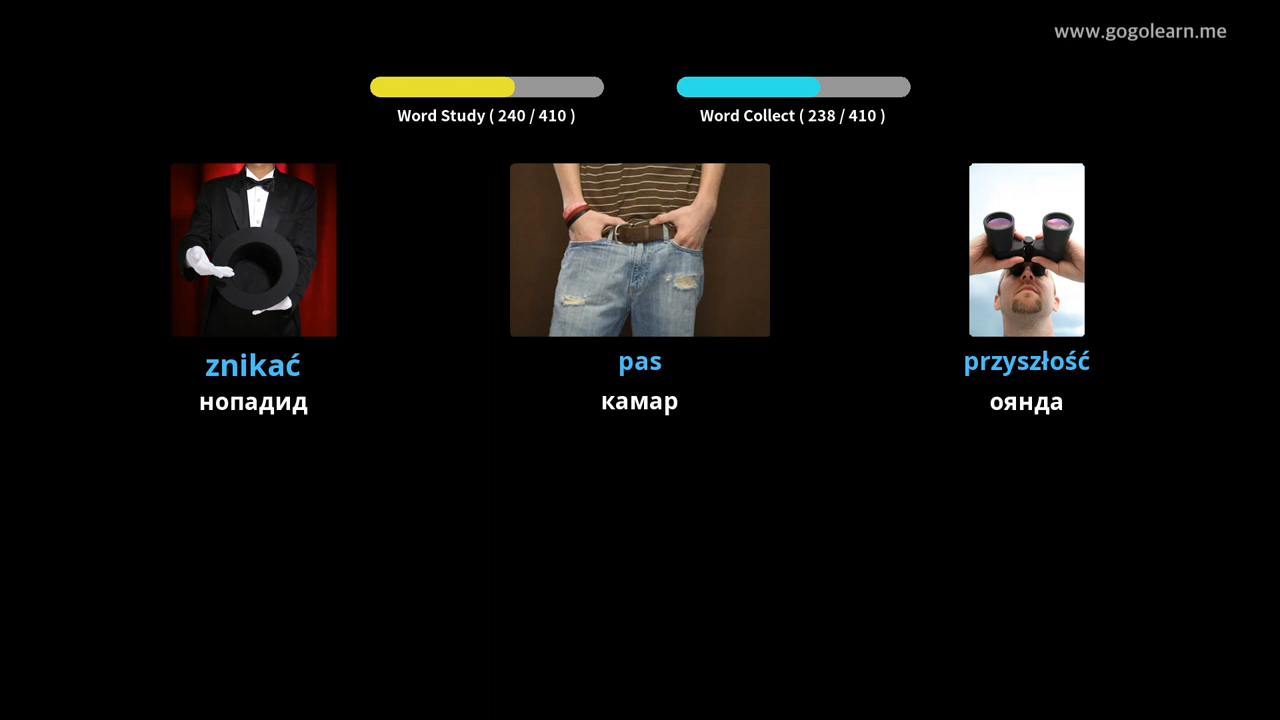 www.gogolearn.me
Word Study ( 240 / 410 )
Word Collect ( 238 / 410 )
znikać
pas
przyszłość
нопадид
камар
оянда